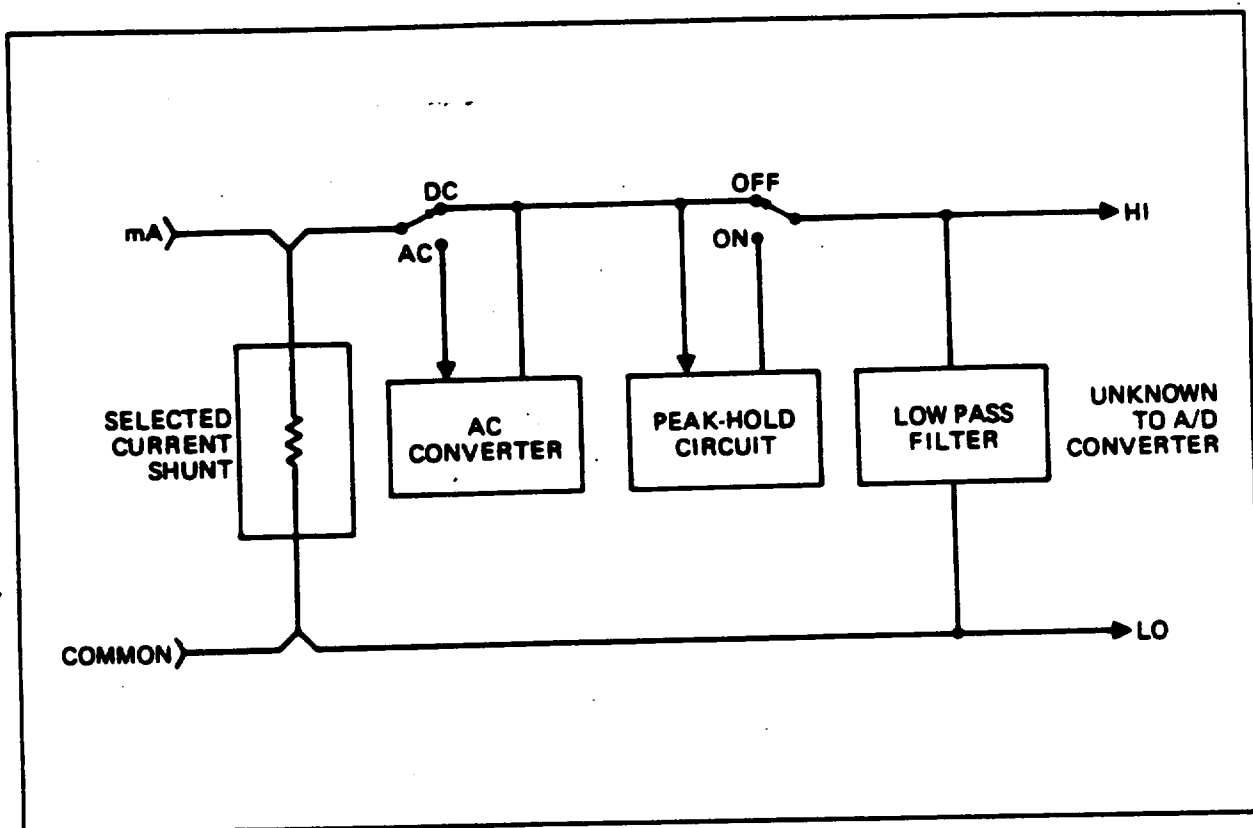 DC
OFF
mA
HI
AC
ON
SELECTED
CURRENT
SHUNT
AC
CONVERTER
PEAK-HOLD
CIRCUIT
LOW PASS
FILTER
UNKNOWN
TO A/D
CONVERTER
COMMON
LO